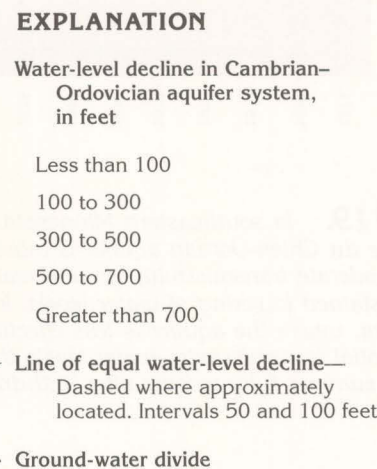 EXPLANATION
Water-level decline in Cambrian–
Ordovician aquifer system,
in feet
Less than 100
100 to 300
300 to 500
500 to 700
Greater than 700
Line of equal water-level decline—
Dashed where approximately
located. Intervals 50 and 100 feet
Ground-water divide